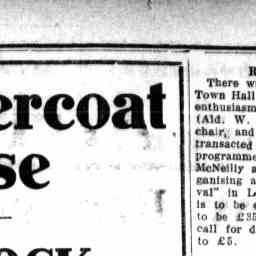 ercoat
se
ock
R
There w
Town Hall
enthusiasm
(Ald. W.
chair, and
transacted
programme
McNeilly a
ganising a
val" in L
is to be e
to be £35
call for d
to £5.